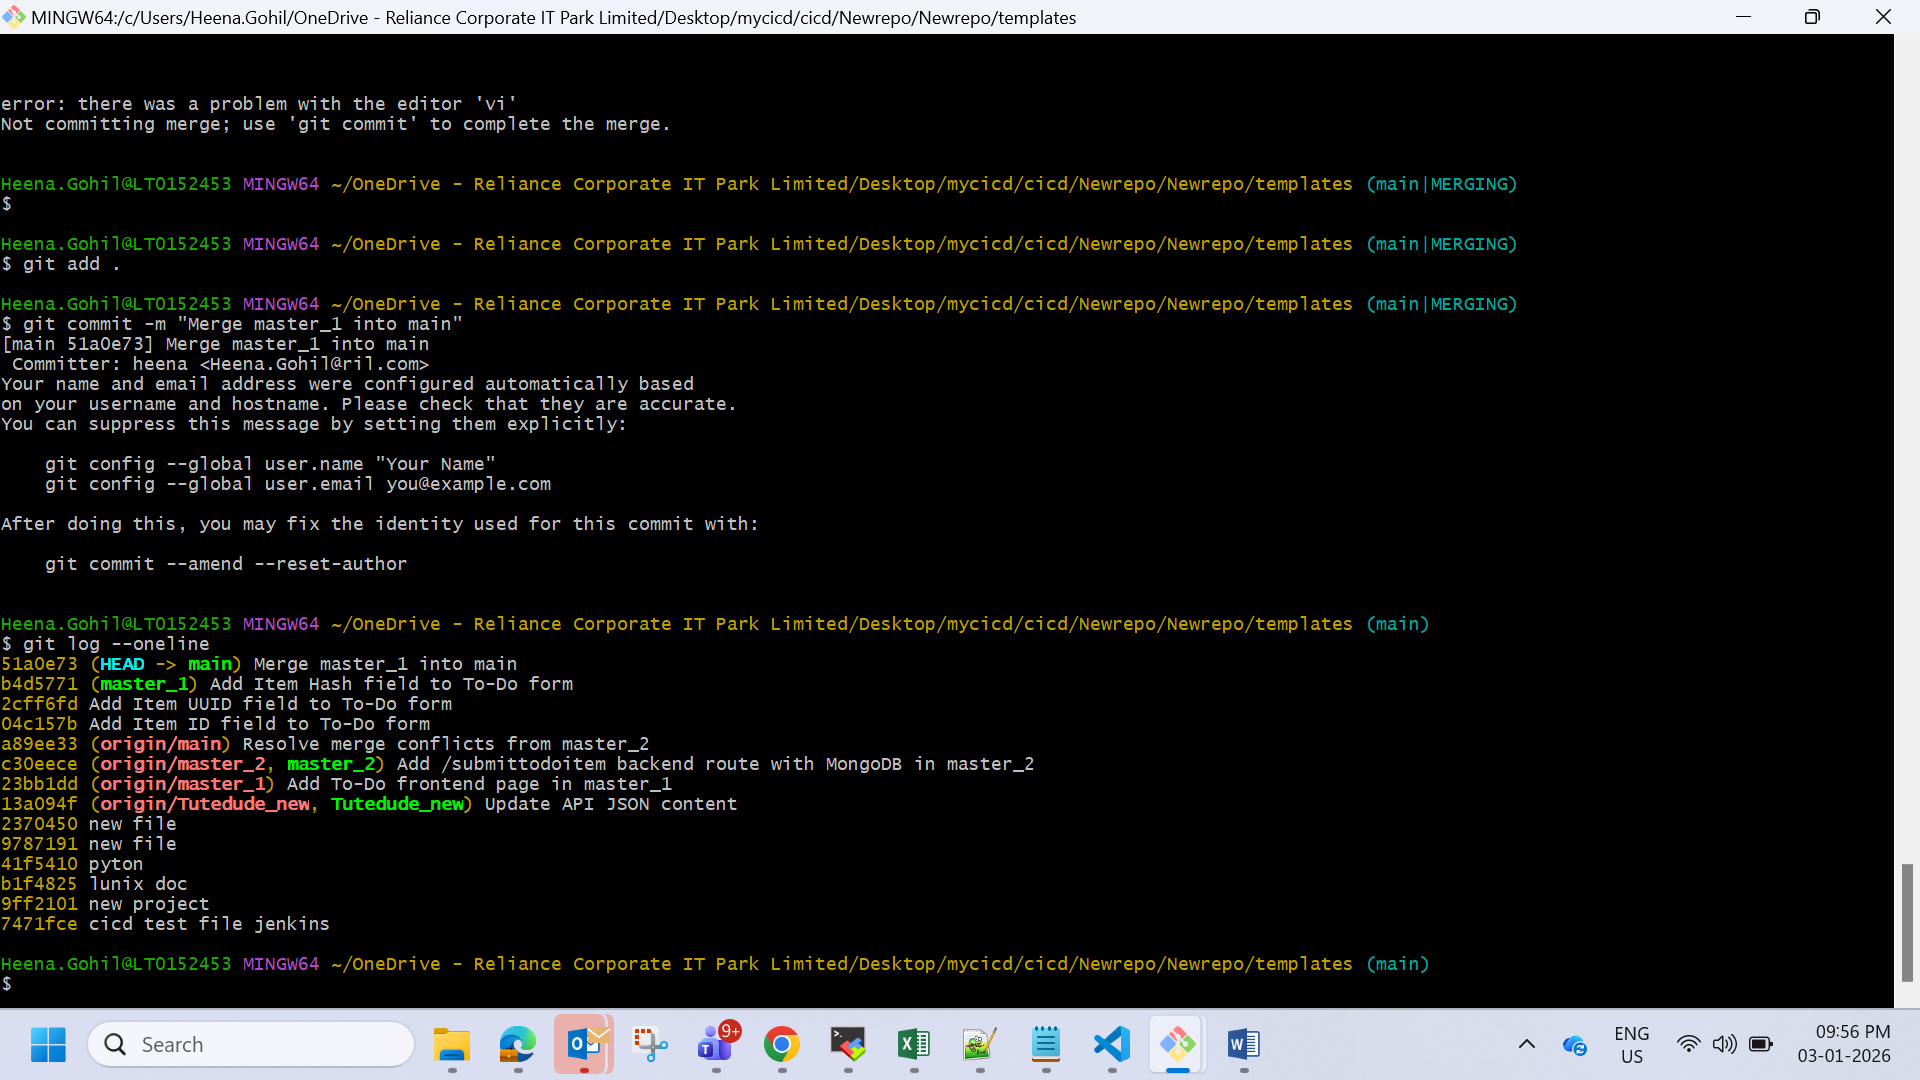 MINGW64:/c/Users/Heena.Gohil/OneDrive - Reliance Corporate IT Park Limited/Desktop/mycicd/cicd/Newrepo/Newrepo/templates
error: there was a problem with the editor 'vi'
Not committing merge; use 'git commit' to complete the merge.
Heena.Gohil@LT0152453 MINGW64 ~/OneDrive - Reliance Corporate IT Park Limited/Desktop/mycicd/cicd/Newrepo/Newrepo/templates (main|MERGING)
$
Heena.Gohil@LT0152453 MINGW64 ~/OneDrive - Reliance Corporate IT Park Limited/Desktop/mycicd/cicd/Newrepo/Newrepo/templates (main|MERGING)
$ git add .
Heena.Gohil@LT0152453 MINGW64 ~/OneDrive - Reliance Corporate IT Park Limited/Desktop/mycicd/cicd/Newrepo/Newrepo/templates (main|MERGING)
$ git commit -m "Merge master_1 into main"
[main 51a0e73] Merge master_1 into main
 Committer: heena <Heena.Gohil@ril.com>
Your name and email address were configured automatically based
on your username and hostname. Please check that they are accurate.
You can suppress this message by setting them explicitly:
    git config --global user.name "Your Name"
    git config --global user.email you@example.com
After doing this, you may fix the identity used for this commit with:
    git commit --amend --reset-author
Heena.Gohil@LT0152453 MINGW64 ~/OneDrive - Reliance Corporate IT Park Limited/Desktop/mycicd/cicd/Newrepo/Newrepo/templates (main)
$ git log --oneline
51a0e73 (HEAD -> main) Merge master_1 into main
b4d5771 (master_1) Add Item Hash field to To-Do form
2cff6fd Add Item UUID field to To-Do form
04c157b Add Item ID field to To-Do form
a89ee33 (origin/main) Resolve merge conflicts from master_2
c30eece (origin/master_2, master_2) Add /submittodoitem backend route with MongoDB in master_2
23bb1dd (origin/master_1) Add To-Do frontend page in master_1
13a094f (origin/Tutedude_new, Tutedude_new) Update API JSON content
2370450 new file
9787191 new file
41f5410 pyton
b1f4825 lunix doc
9ff2101 new project
7471fce cicd test file jenkins
Heena.Gohil@LT0152453 MINGW64 ~/OneDrive - Reliance Corporate IT Park Limited/Desktop/mycicd/cicd/Newrepo/Newrepo/templates (main)
$
Search
9+
ENG
US
09:56 PM
03-01-2026